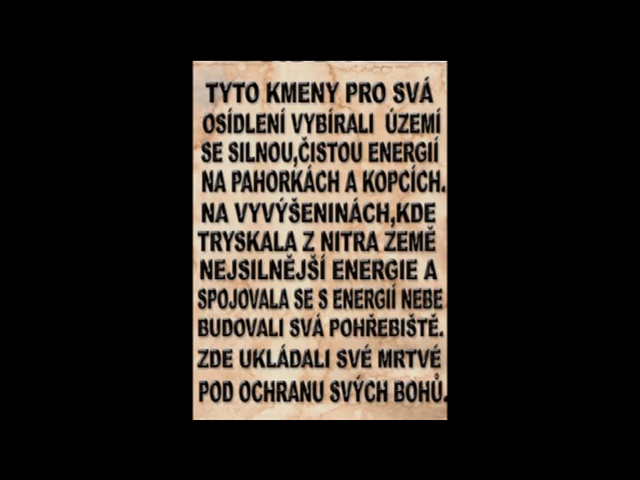 TYTO KMENY PRO SVÁ
OSÍDLENÍ VYBÍRALI ÚZEMÍ
SE SILNOU,ČISTOU ENERGIÍ
NA PAHORKÁCH A KOPCÍCH.
NA VYVÝŠENINÁCH,KDE
TRYSKALA Z NITRA ZEMĚ
NEJSILNĚJŠÍ ENERGIE A
SPOJOVALA SE S ENERGIÍ NEBE
BUDOVALI SVÁ POHŘEBIŠTĚ.
ZDE UKLÁDALI SVÉ MRTVÉ
POD OCHRANU SVÝCH BOHŮ.